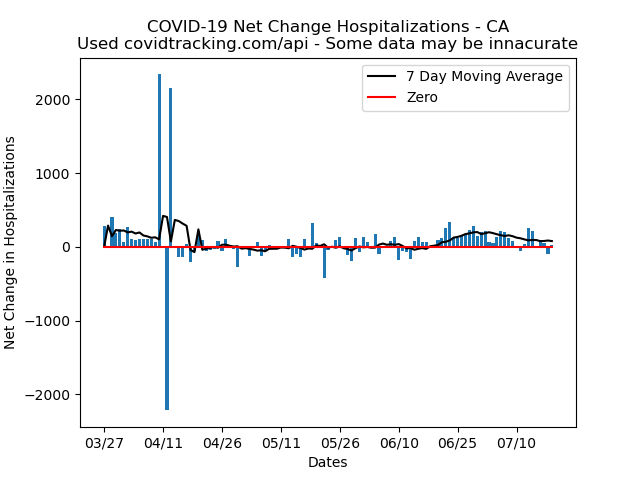 COVID-19 Net Change Hospitalizations - CA
Used covidtracking.com/api - Some data may be innacurate
7 Day Moving Average
Zero
Net Change in Hospitalizations
2000
1000
0
−1000
−2000
03/27 04/11 04/26 05/11 05/26 06/10 06/25 07/10
Dates